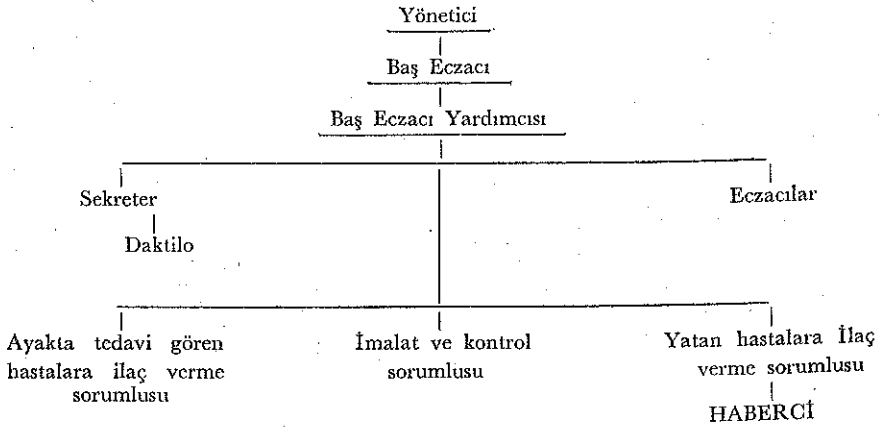 Yönetici
Baş Eczacı
Baş Eczacı Yardımcısı
Sekreter
Eczacılar
Daktilo
Ayakta tedavi gören
hastalara ilaç verme
sorumlusu
İmalat ve kontrol
sorumlusu
Yatan hastalara İlaç
verme sorumlusu
HABERCİ